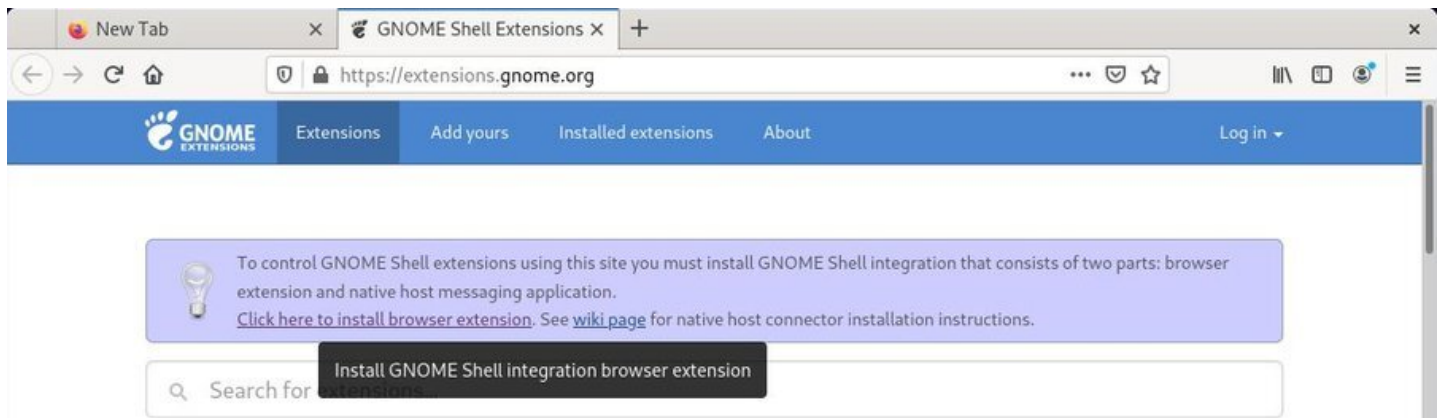 New Tab
GNOME Shell Extensions
https://extensions.gnome.org
GNOME EXTENSIONS
Extensions
Add yours
Installed extensions
About
Log in
To control GNOME Shell extensions using this site you must install GNOME Shell integration that consists of two parts: browser
extension and native host messaging application.
Click here to install browser extension. See wiki page for native host connector installation instructions.
Install GNOME Shell integration browser extension
Search for extensions...